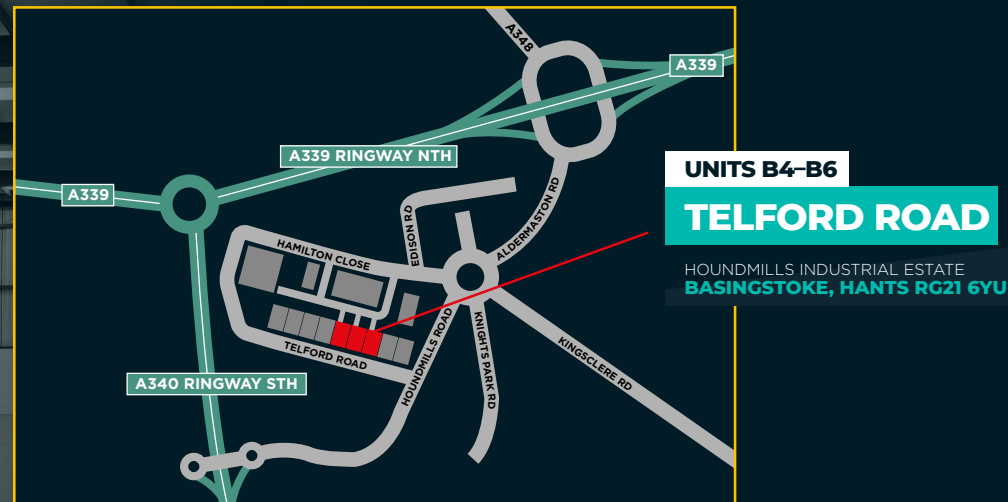 A348
A339
A339 RINGWAY NTH
A339
UNITS B4–B6
TELFORD ROAD
HOUNDMILLS INDUSTRIAL ESTATE
BASINGSTOKE, HANTS RG21 6YU
EDISON RD
ALDERMASTON RD
HAMILTON CLOSE
TELFORD ROAD
HOUNDMILLS ROAD
KNIGHTS PARK RD
KINGSCLERE RD
A340 RINGWAY STH